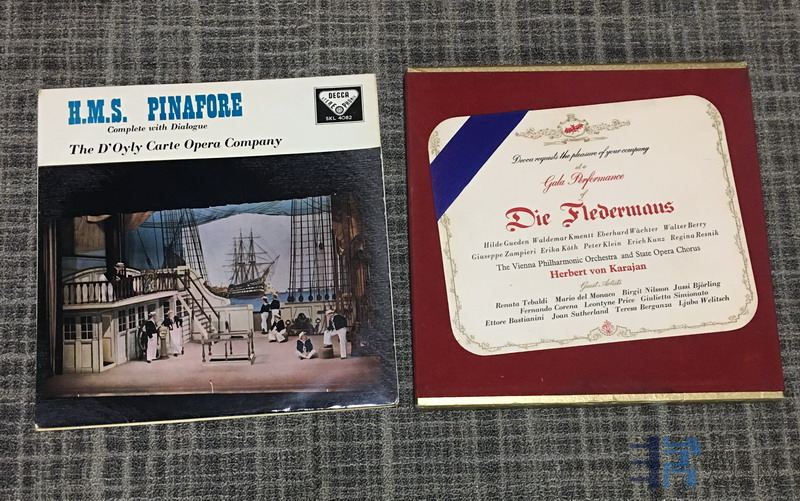 H.M.S. PINAFORE
Complete with Dialogue
The D'Oyly Carte Opera Company
DECCA
SKL 4082
Decca requests the pleasure of your company
at a
Gala Performance
of
Die Fledermaus
Hilde Gueden Waldemar Kmentt Eberhard Wächter Walter Berry
Giuseppe Zampieri Erika Köth Peter Klein Erich Kunz Regina Resnik
The Vienna Philharmonic Orchestra and State Opera Chorus
Herbert von Karajan
Guest Artists
Renata Tebaldi Mario del Monaco Birgit Nilsson Jussi Björling
Fernando Corena Leontyne Price Giulietta Simionato
Ettore Bastianini Joan Sutherland Teresa Berganza Ljuba Welitsch